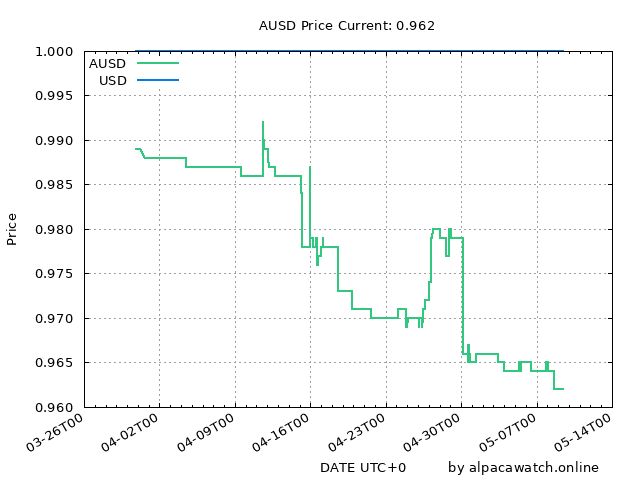 AUSD Price Current: 0.962
1.000
AUSD
USD
0.995
0.990
0.985
0.980
Price
0.975
0.970
0.965
0.960
03-26T00 04-02T00 04-09T00 04-16T00 04-23T00 04-30T00 05-07T00 05-14T00
DATE UTC+0 by alpacawatch.online